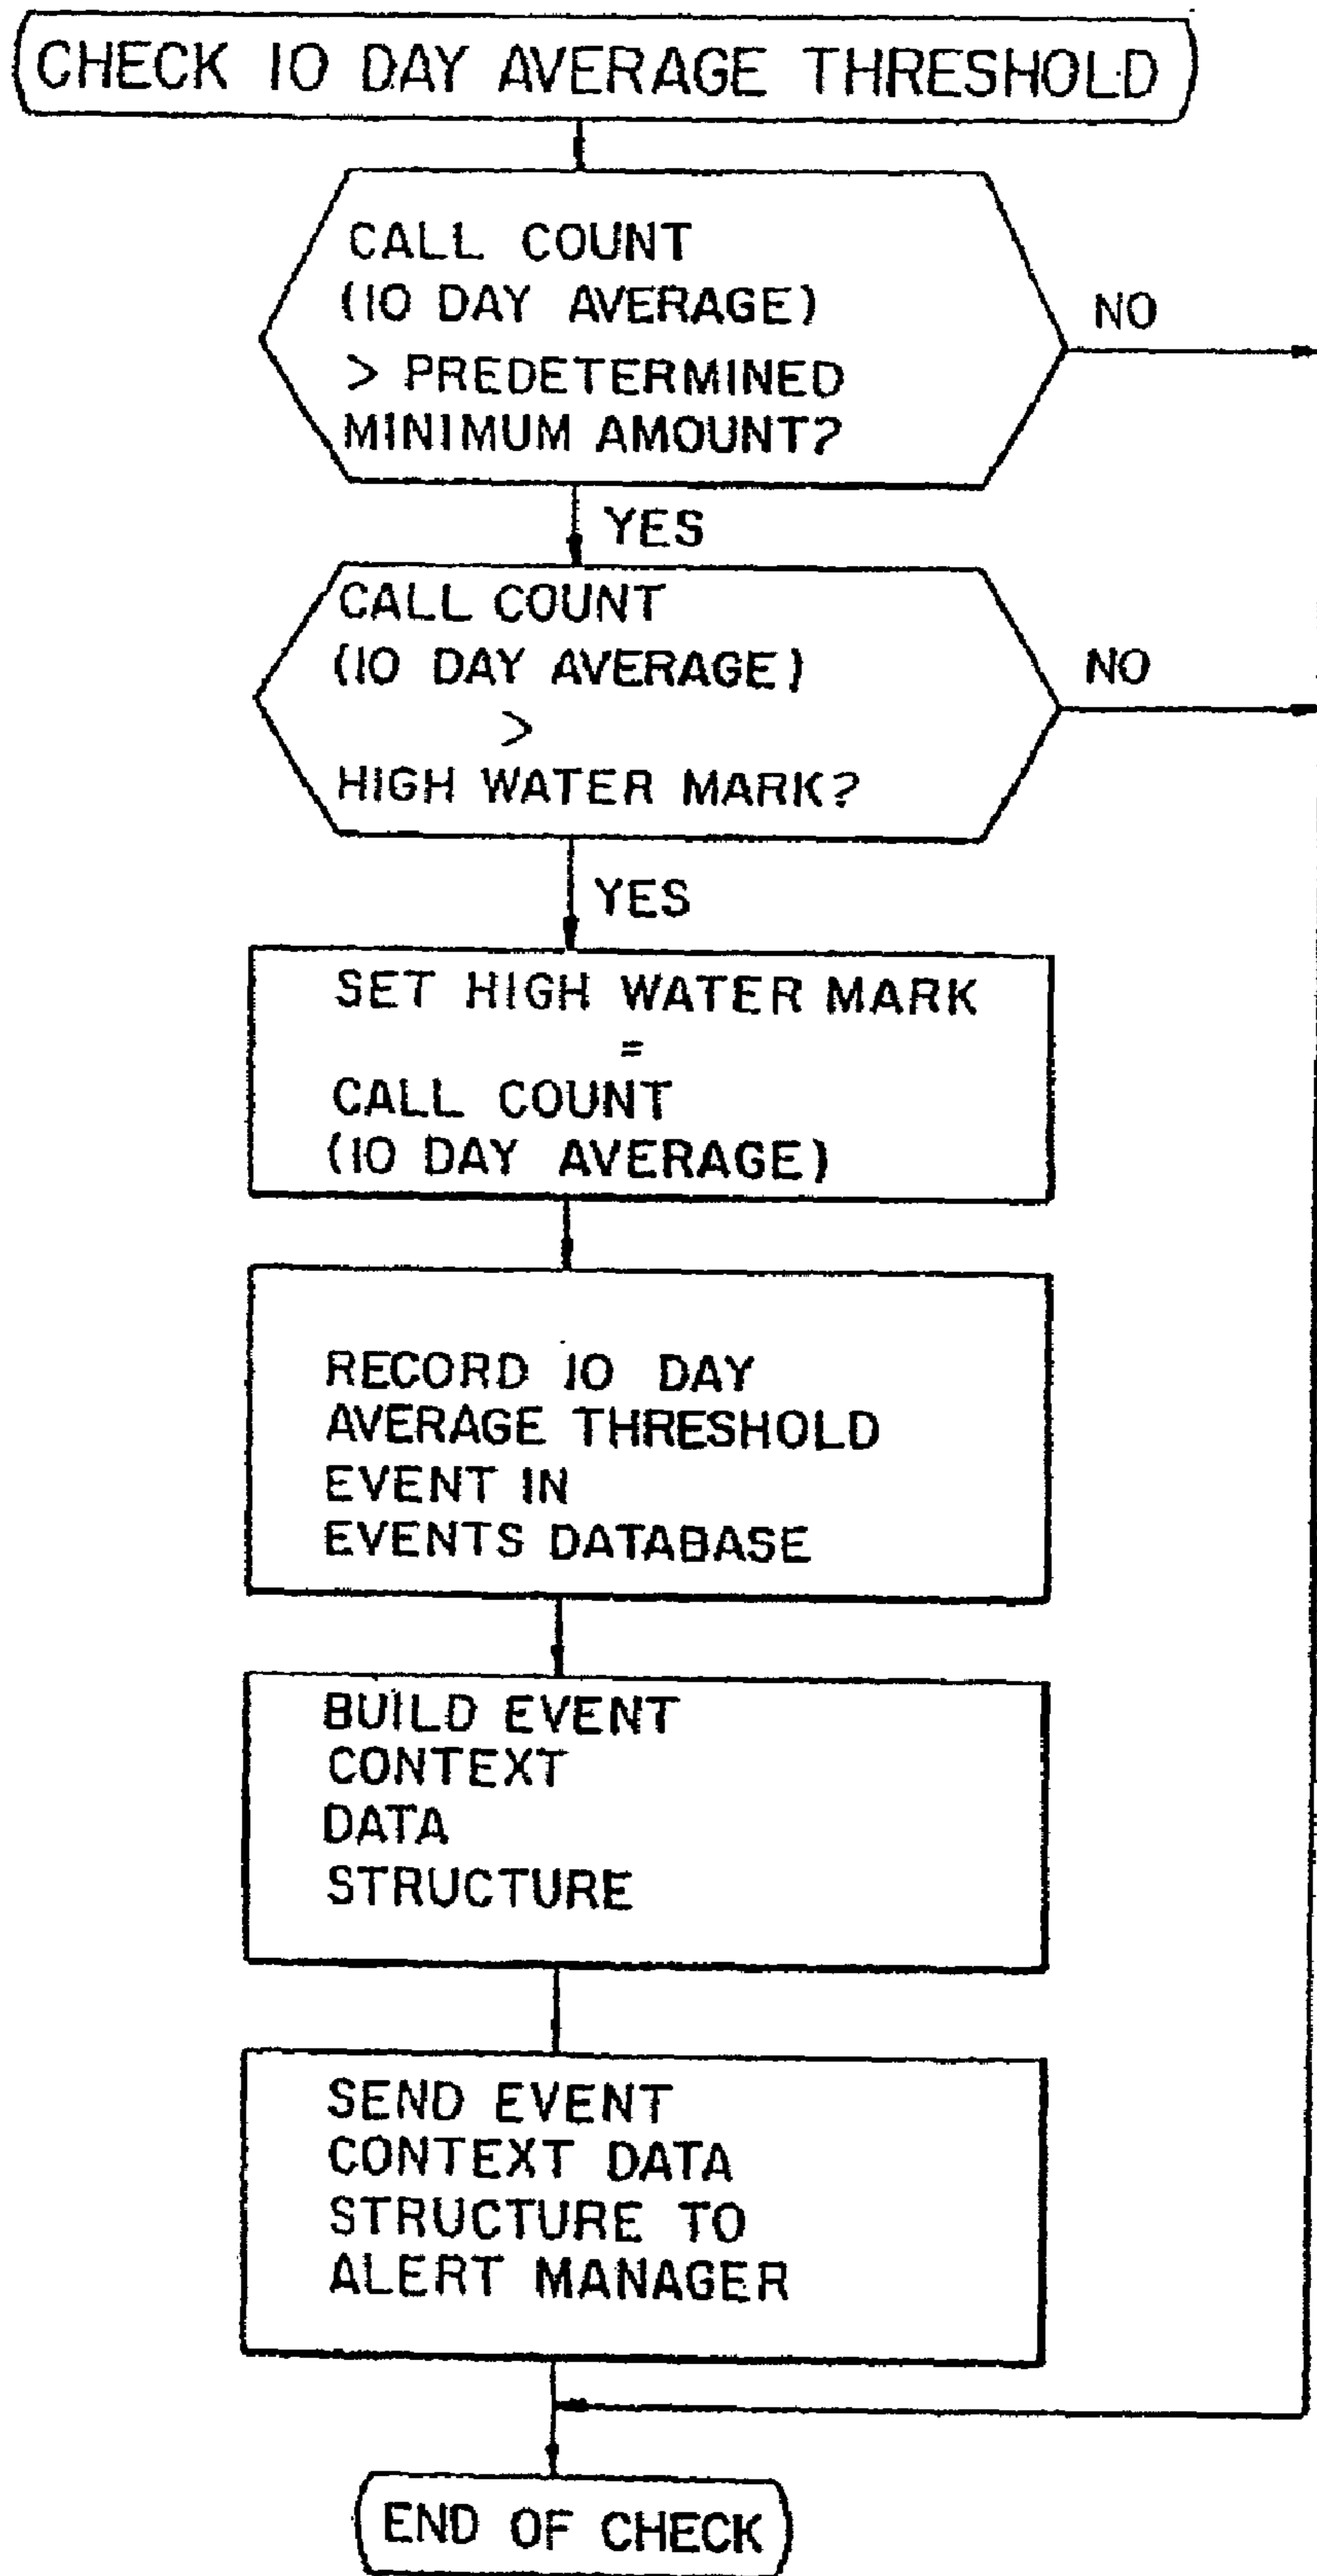 CHECK 10 DAY AVERAGE THRESHOLD
CALL COUNT
(10 DAY AVERAGE)
> PREDETERMINED
MINIMUM AMOUNT?
NO
YES
CALL COUNT
(10 DAY AVERAGE)
>
HIGH WATER MARK?
NO
YES
SET HIGH WATER MARK
=
CALL COUNT
(10 DAY AVERAGE)
RECORD 10 DAY
AVERAGE THRESHOLD
EVENT IN
EVENTS DATABASE
BUILD EVENT
CONTEXT
DATA
STRUCTURE
SEND EVENT
CONTEXT DATA
STRUCTURE TO
ALERT MANAGER
END OF CHECK